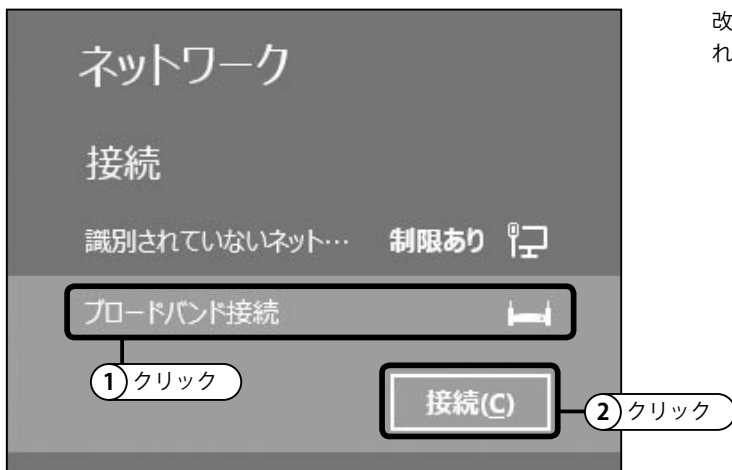 ネットワーク
接続
識別されていないネット… 制限あり
ブロードバンド接続
1 クリック
接続(C)
2 クリック
改
れ